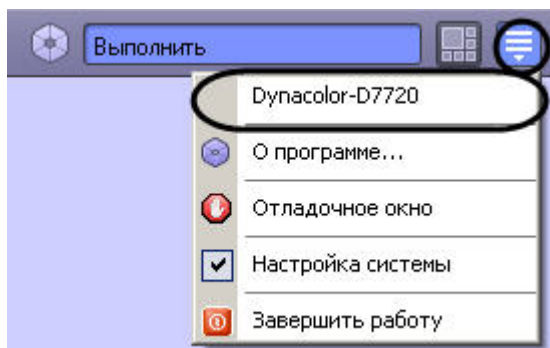 Выполнить
Dynacolor-D7720
О программе...
Отладочное окно
Настройка системы
Завершить работу